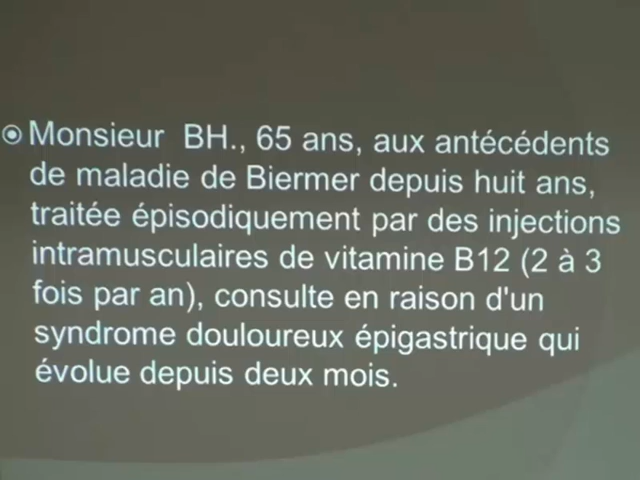 Monsieur BH., 65 ans, aux antécédents
de maladie de Biermer depuis huit ans,
traitée épisodiquement par des injections
intramusculaires de vitamine B12 (2 à 3
fois par an), consulte en raison d'un
syndrome douloureux épigastrique qui
évolue depuis deux mois.